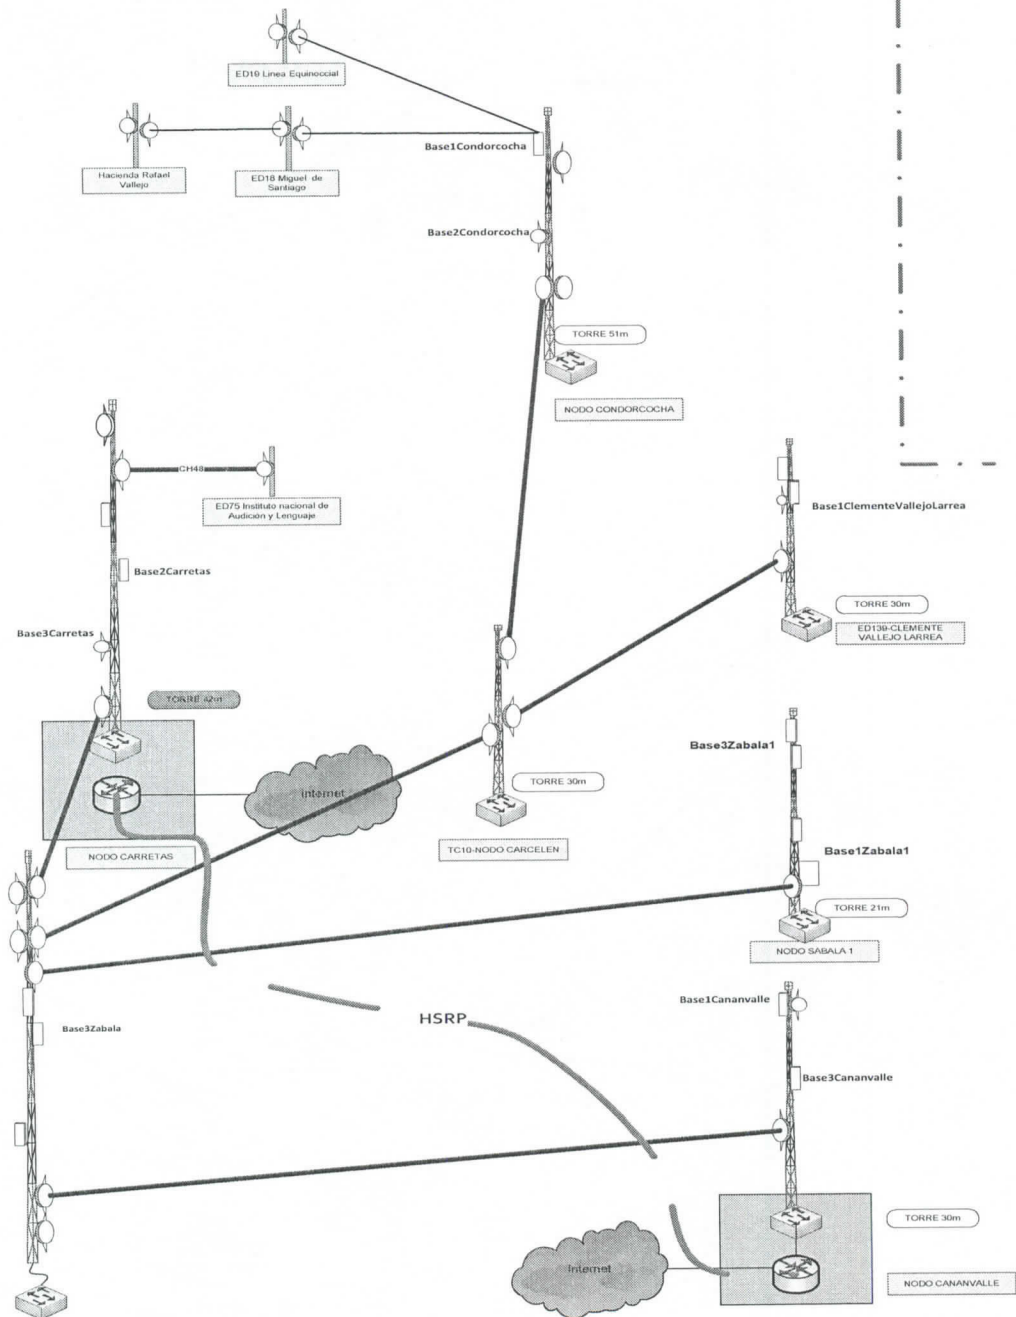 ED19 Linea Equinoccial
Hacienda Rafael
Vallejo
ED18 Miguel de
Santiago
Base1Condorcocha
Base2Condorcocha
TORRE 51m
NODO CONDORCOCHA
CH48
ED75 Instituto nacional de
Audición y Lenguaje
Base2Carretas
Base3Carretas
TORRE 42m
Internet
NODO CARRETAS
Base1ClementeVallejoLarrea
TORRE 30m
ED139-CLEMENTE
VALLEJO LARREA
TORRE 30m
TC10-NODO CARCELEN
Base3Zabala1
Base1Zabala1
TORRE 21m
NODO SABALA 1
Base3Zabala
HSRP
Base1Cananvalle
Base3Cananvalle
TORRE 30m
Internet
NODO CANANVALLE